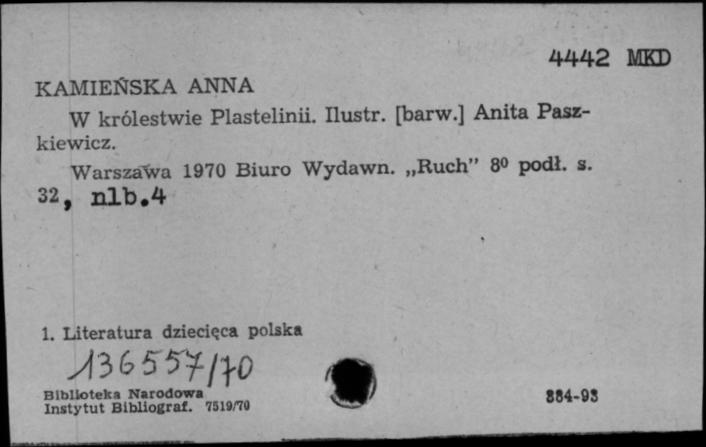 4442 MKD
KAMIEŃSKA ANNA
W królestwie Plastelinii. Ilustr. [barw.] Anita Pasz-
kiewicz.
Warszawa 1970 Biuro Wydawn. „Ruch” 8⁰ podł. s.
32, nlb.4
1. Literatura dziecięca polska
136557/70
Biblioteka Narodowa
Instytut Bibliograf. 7519/70
884-93